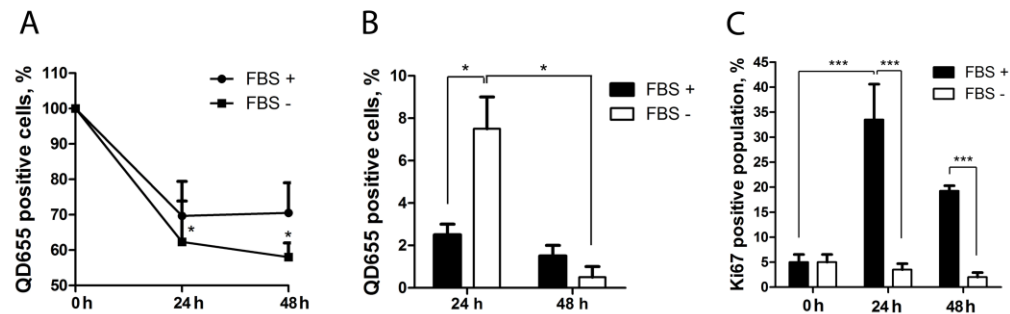 A
QD655 positive cells, %
110
100
90
80
70
60
50
FBS +
FBS -
*
*
0 h
24 h
48 h
B
QD655 positive cells, %
10
8
6
4
2
0
*
*
FBS +
FBS -
24 h
48 h
C
Ki67 positive population, %
45
40
35
30
25
20
15
10
5
0
***
***
***
FBS +
FBS -
0 h
24 h
48 h